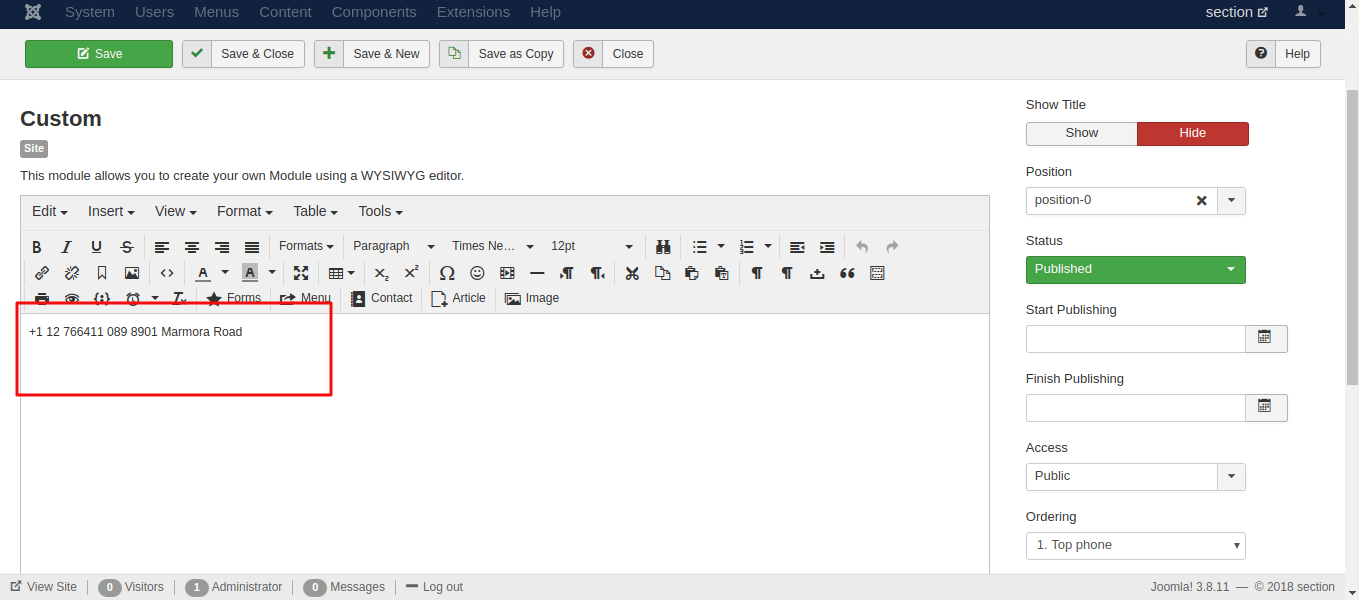 System Users Menus Content Components Extensions Help section
Save Save & Close Save & New Save as Copy Close Help
Custom
Site
This module allows you to create your own Module using a WYSIWYG editor.
Edit Insert View Format Table Tools
Formats Paragraph Times Ne... 12pt
Forms Menu Contact Article Image
+1 12 766411 089 8901 Marmora Road
Show Title
Show Hide
Position
position-0
Status
Published
Start Publishing
Finish Publishing
Access
Public
Ordering
1. Top phone
View Site 0 Visitors 1 Administrator 0 Messages Log out Joomla! 3.8.11 — © 2018 section